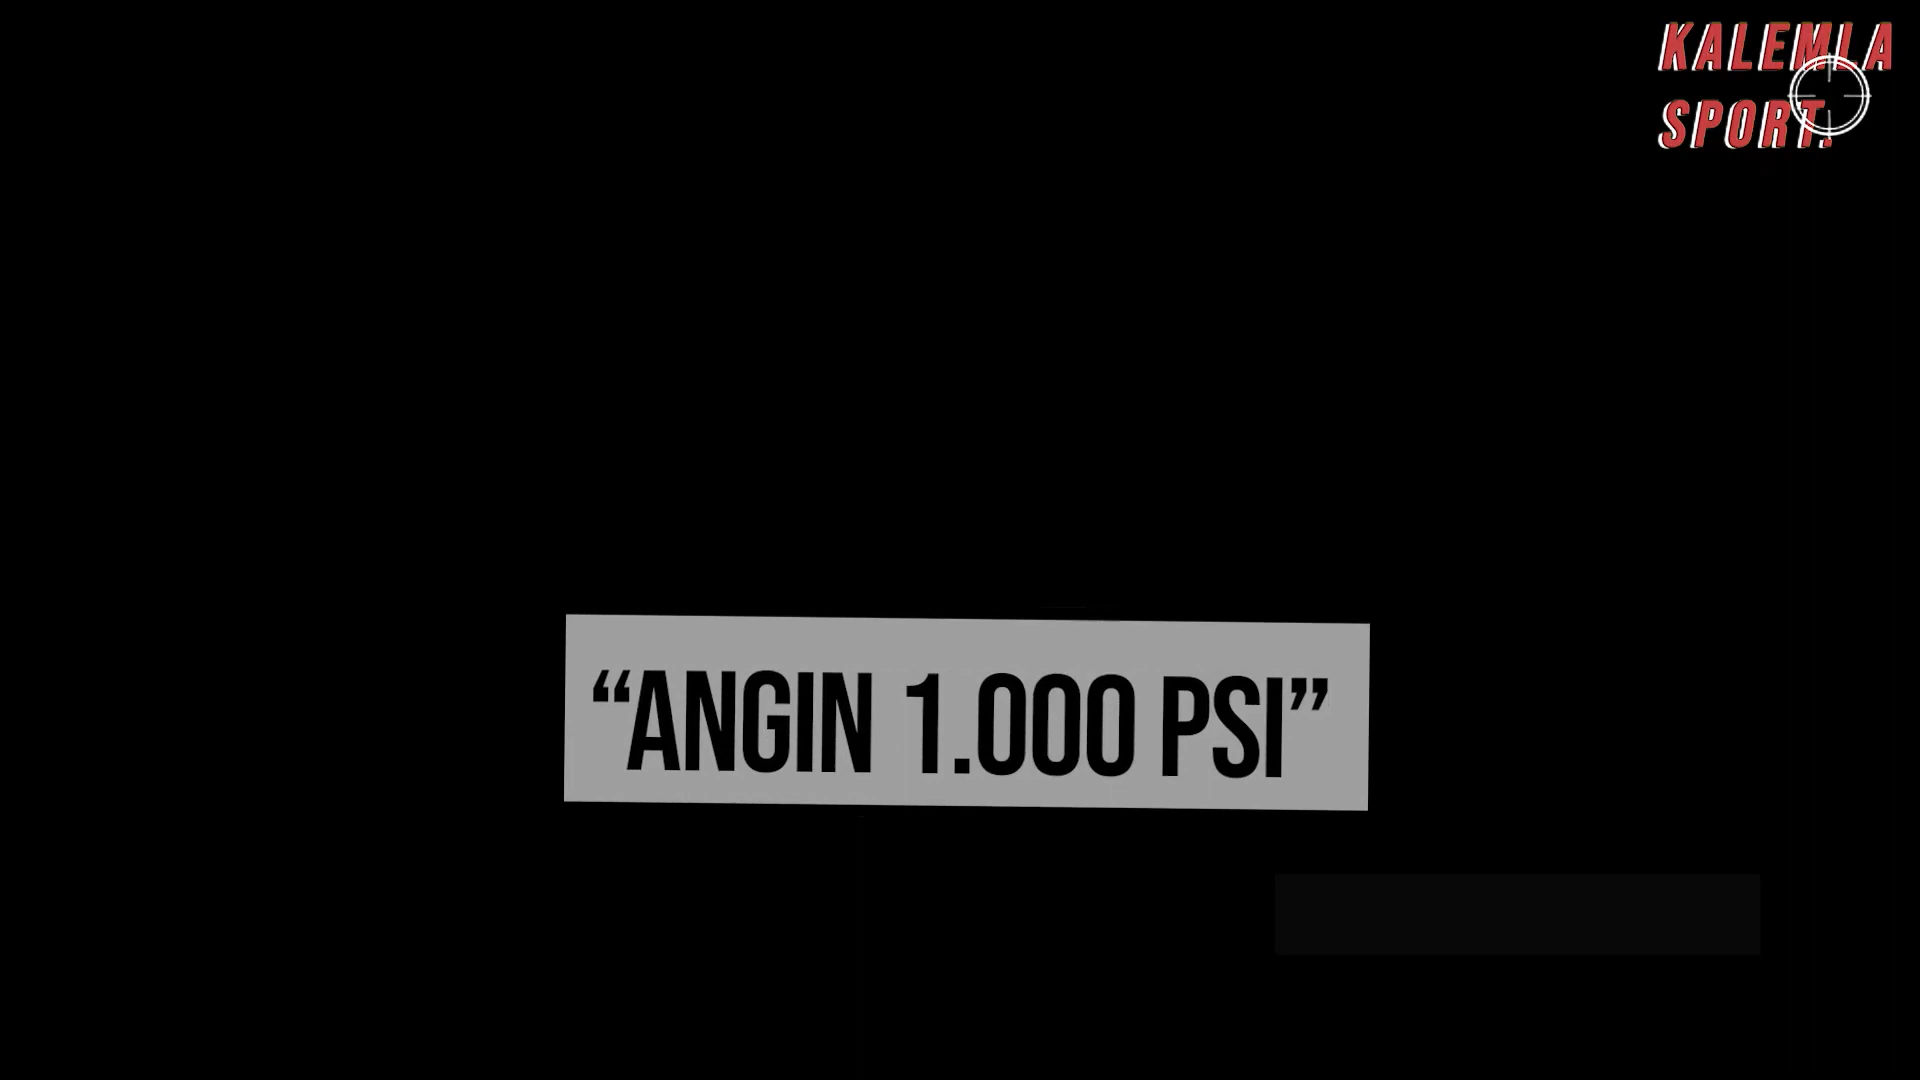 KALEMLA
SPORT.
“ANGIN 1.000 PSI”